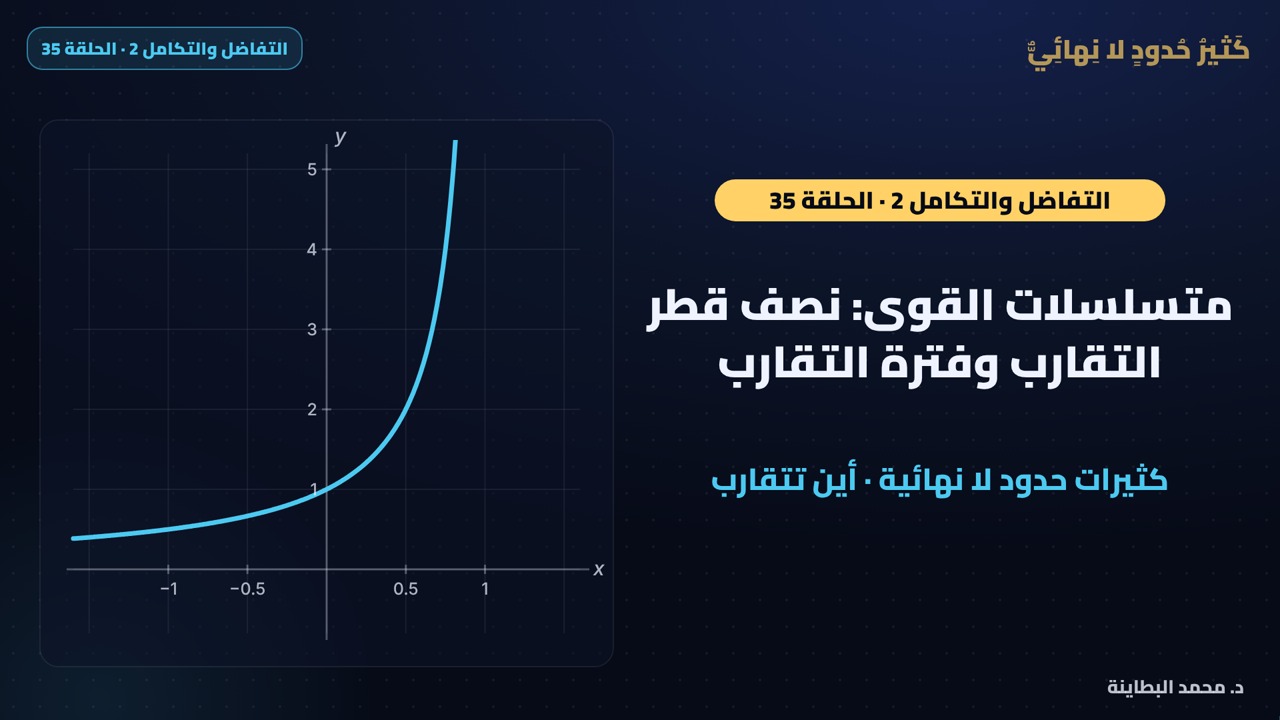 كَثيرُ حُدودٍ لا نِهائِيٌّ
التفاضل والتكامل 2 · الحلقة 35
التفاضل والتكامل 2 · الحلقة 35
متسلسلات القوى: نصف قطر
التقارب وفترة التقارب
كثيرات حدود لا نهائية · أين تتقارب
y
5
4
3
2
1
x
−1 −0.5 0.5 1
د. محمد البطاينة